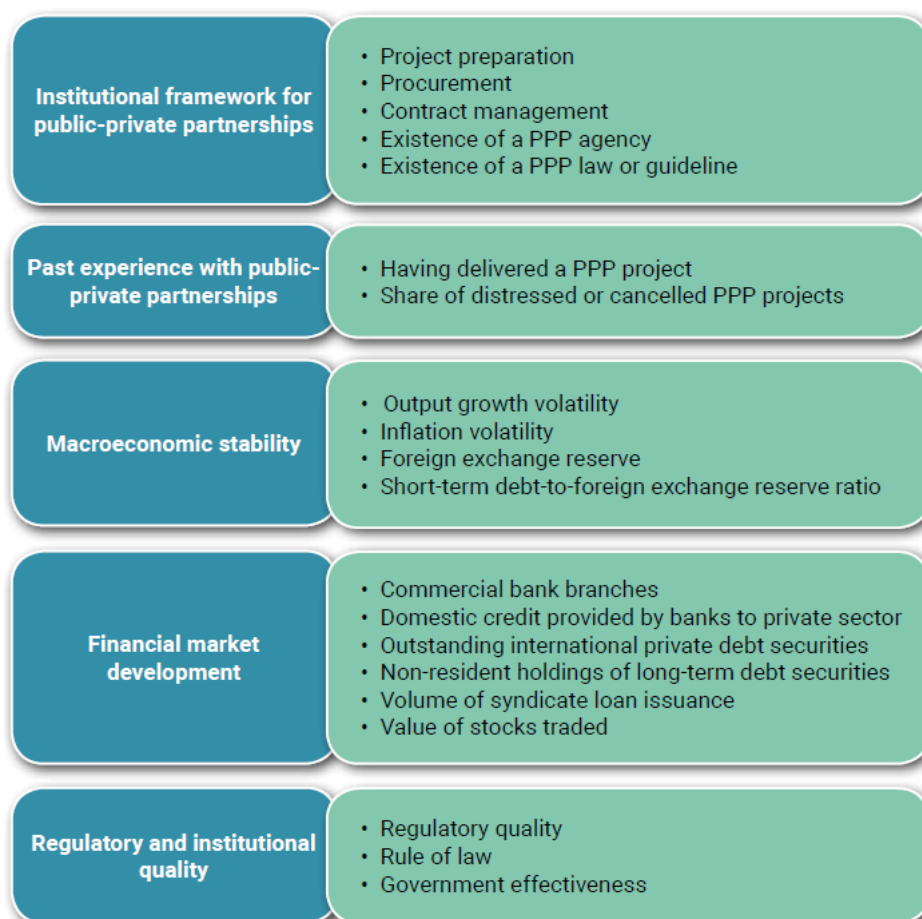 Institutional framework for
public-private partnerships
• Project preparation
• Procurement
• Contract management
• Existence of a PPP agency
• Existence of a PPP law or guideline
Past experience with public-
private partnerships
• Having delivered a PPP project
• Share of distressed or cancelled PPP projects
Macroeconomic stability
• Output growth volatility
• Inflation volatility
• Foreign exchange reserve
• Short-term debt-to-foreign exchange reserve ratio
Financial market
development
• Commercial bank branches
• Domestic credit provided by banks to private sector
• Outstanding international private debt securities
• Non-resident holdings of long-term debt securities
• Volume of syndicate loan issuance
• Value of stocks traded
Regulatory and institutional
quality
• Regulatory quality
• Rule of law
• Government effectiveness